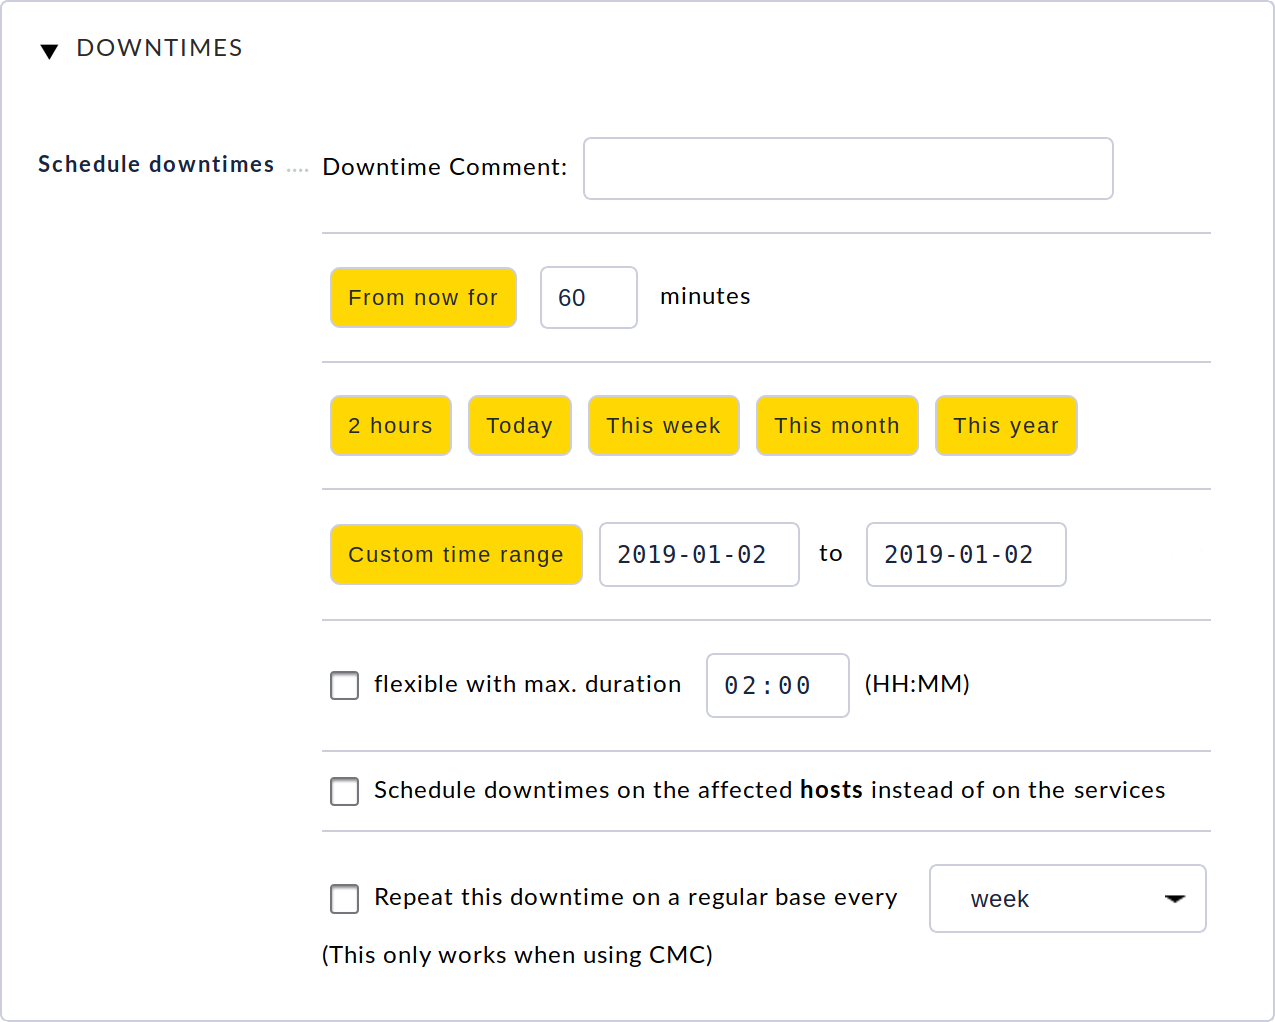 DOWNTIMES
Schedule downtimes .... Downtime Comment:
From now for 60 minutes
2 hours Today This week This month This year
Custom time range 2019-01-02 to 2019-01-02
flexible with max. duration 02:00 (HH:MM)
Schedule downtimes on the affected hosts instead of on the services
Repeat this downtime on a regular base every week
(This only works when using CMC)